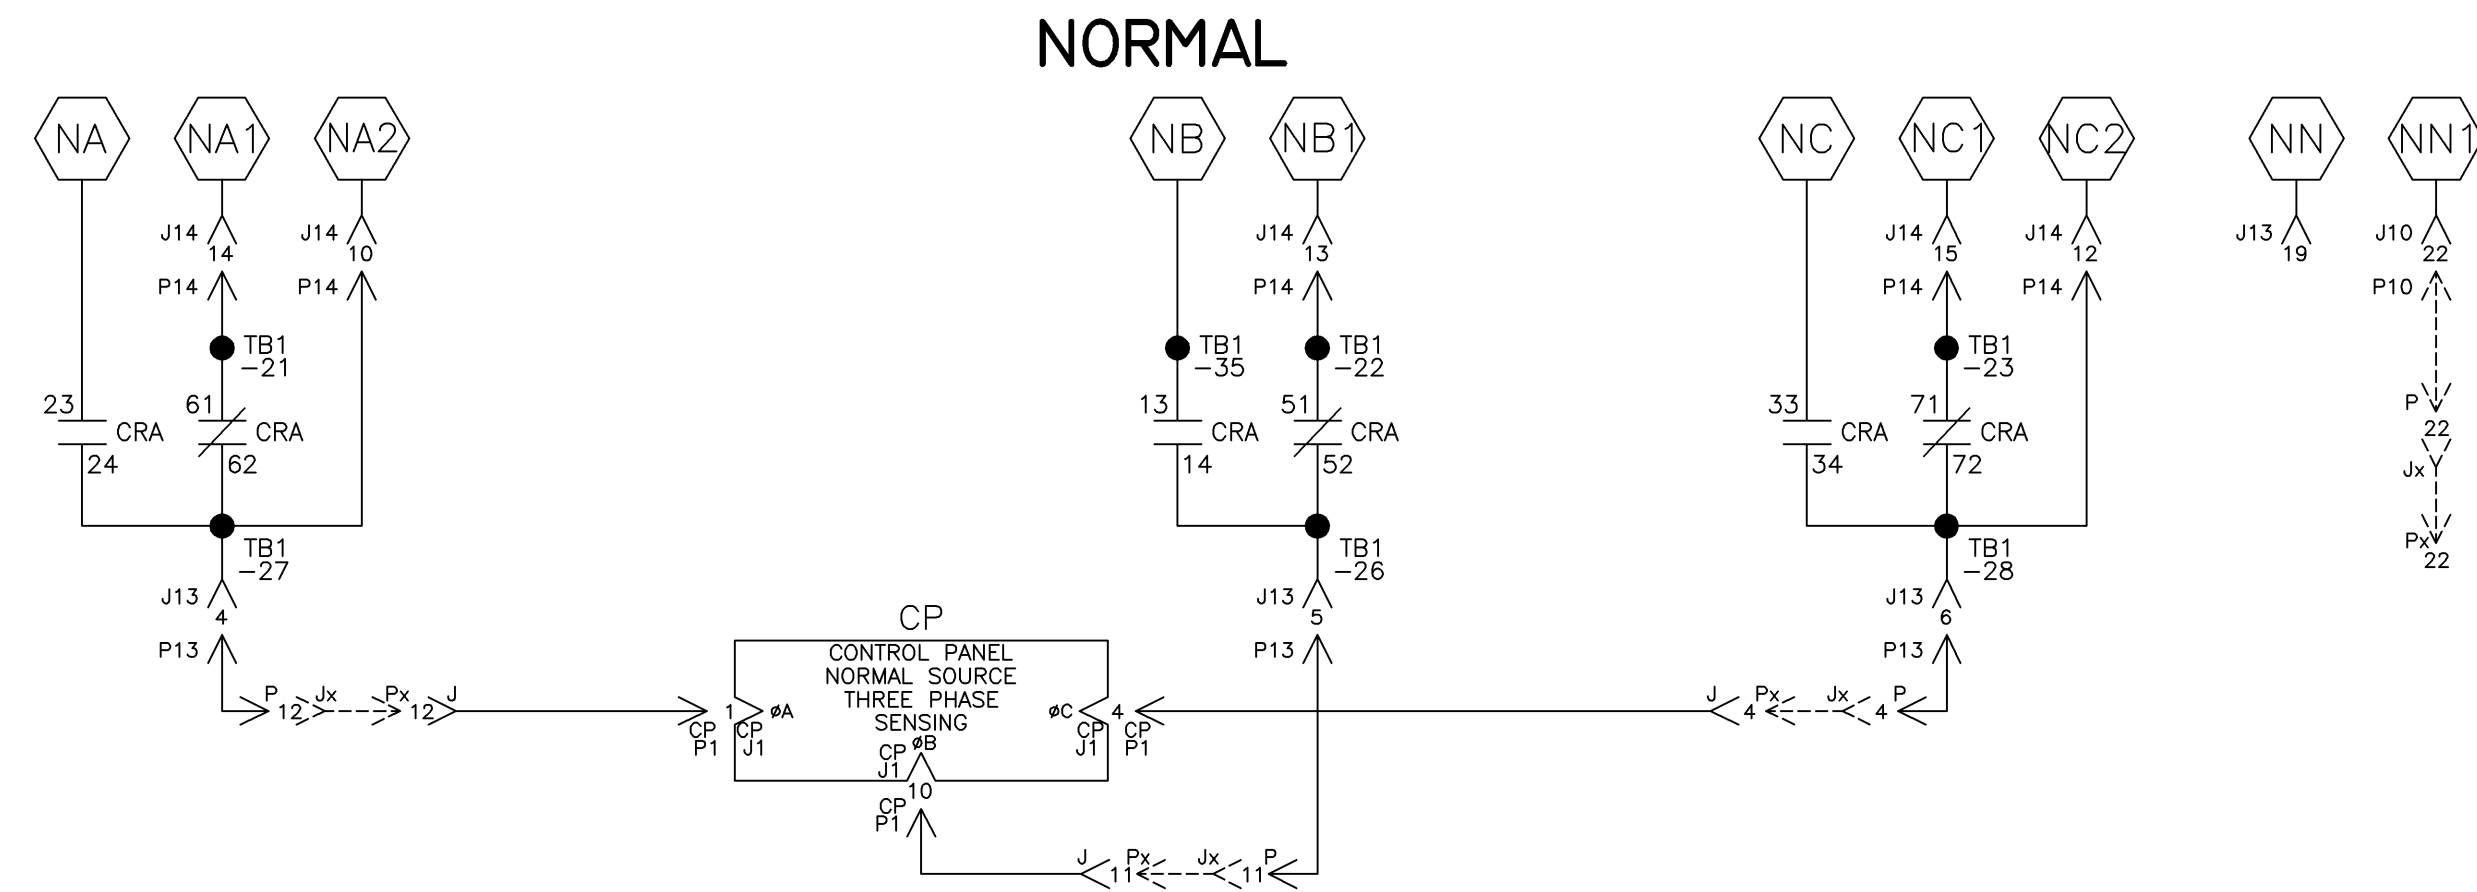 NORMAL
NA NA1 NA2 NB NB1 NC NC1 NC2 NN NN1
J14 J14 J14 J14 J14 J13 J10
14 10 13 15 12 19 22
P14 P14 P14 P14 P14 P10
TB1 TB1 TB1 TB1
-21 -35 -22 -23
23 61 13 51 33 71 P
CRA CRA CRA CRA CRA CRA 22
24 62 14 52 34 72 Jx
TB1 TB1 TB1 Px
-27 -26 -28 22
J13 J13 J13
4 5 6
CP
P13 P13 P13
CONTROL PANEL
NORMAL SOURCE
THREE PHASE
SENSING
P Jx Px J J Px Jx P
12 12 1 øA øC 4 4 4
CP CP CP CP
P1 J1 J1 P1
øB
CP
J1
10
CP
P1
J Px Jx P
11 11